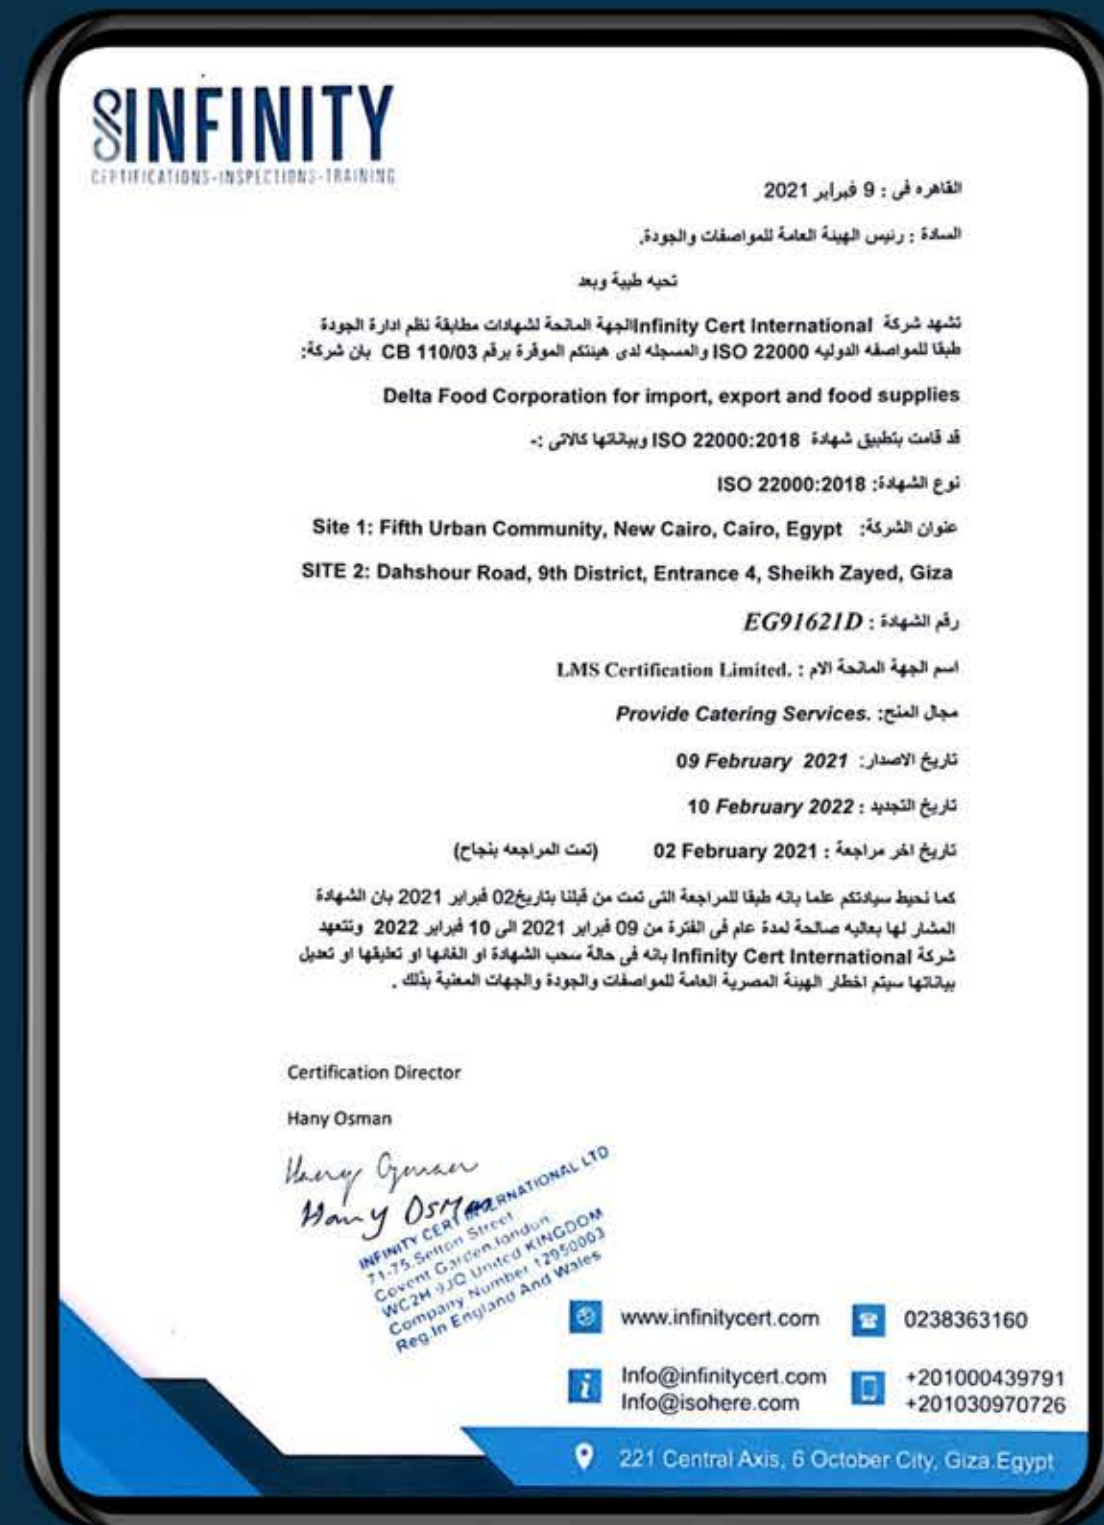 INFINITY
CERTIFICATIONS-INSPECTIONS-TRAINING
القاهره فى : 9 فبراير 2021
السادة : رئيس الهيئة العامة للمواصفات والجودة.
تحيه طيبة وبعد
تشهد شركة Infinity Cert International الجهة المانحة لشهادات مطابقة نظم ادارة الجودة
طبقا للمواصفه الدوليه ISO 22000 والمسجله لدى هيئتكم الموقرة برقم CB 110/03 بان شركة:
Delta Food Corporation for import, export and food supplies
قد قامت بتطبيق شهادة ISO 22000:2018 وبياناتها كالاتى :-
نوع الشهادة: ISO 22000:2018
عنوان الشركة: Site 1: Fifth Urban Community, New Cairo, Cairo, Egypt
SITE 2: Dahshour Road, 9th District, Entrance 4, Sheikh Zayed, Giza
رقم الشهادة : EG91621D
اسم الجهة المانحة الام : LMS Certification Limited.
مجال المنح: Provide Catering Services.
تاريخ الاصدار: 09 February 2021
تاريخ التجديد : 10 February 2022
تاريخ اخر مراجعة : 02 February 2021 (تمت المراجعه بنجاح)
كما نحيط سيادتكم علما بانه طبقا للمراجعة التى تمت من قبلنا بتاريخ02 فبراير 2021 بان الشهادة
المشار لها بعاليه صالحة لمدة عام فى الفترة من 09 فبراير 2021 الى 10 فبراير 2022 وتتعهد
شركة Infinity Cert International بانه فى حالة سحب الشهادة او الغائها او تعليقها او تعديل
بياناتها سيتم اخطار الهيئة المصرية العامة للمواصفات والجودة والجهات المعنية بذلك .
Certification Director
Hany Osman
Hany Osman
Hany Osman
INFINITY CERT INTERNATIONAL LTD
71-75.Selton Street
Covent Garden.london
WC2H 9JQ United KINGDOM
Company Number 12950003
Reg.In England And Wales
www.infinitycert.com
0238363160
Info@infinitycert.com
Info@isohere.com
+201000439791
+201030970726
221 Central Axis, 6 October City, Giza.Egypt